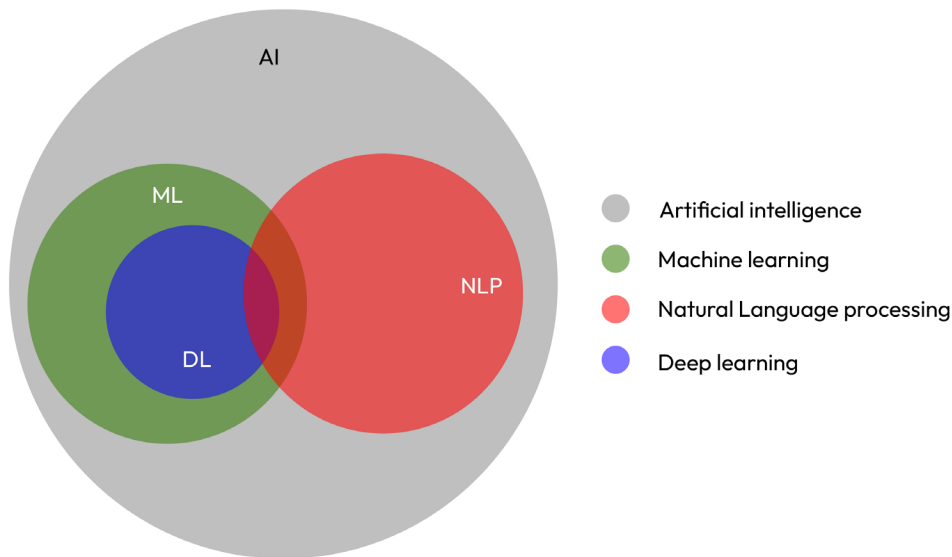 AI
ML
NLP
DL
Artificial intelligence
Machine learning
Natural Language processing
Deep learning